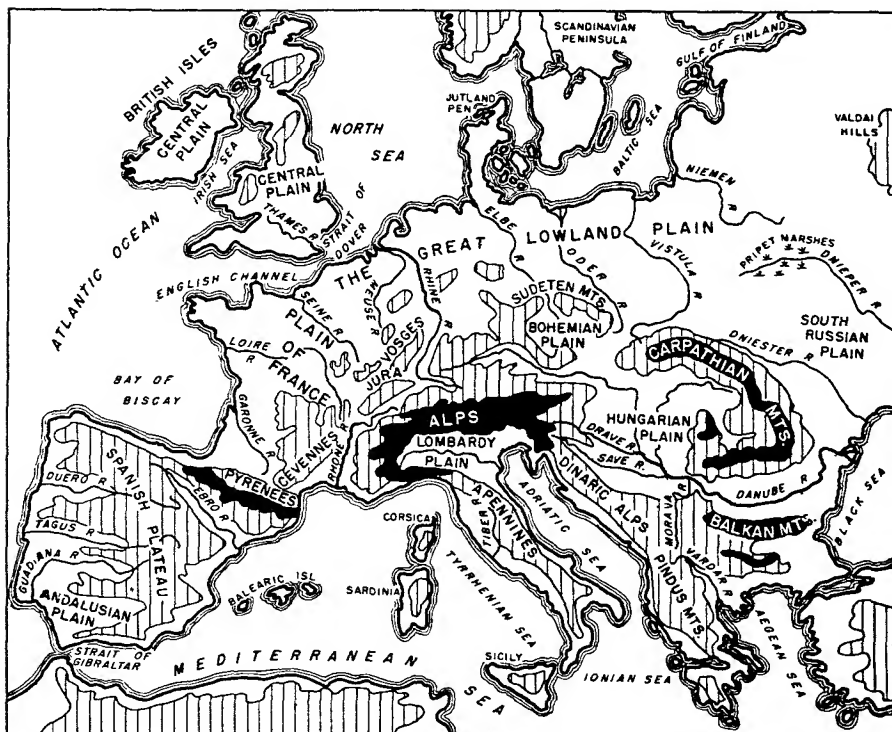 SCANDINAVIAN
PENINSULA
GULF OF FINLAND
BRITISH ISLES
CENTRAL
PLAIN
IRISH SEA
NORTH
SEA
JUTLAND
PEN.
BALTIC SEA
VALDAI
HILLS
CENTRAL
PLAIN
THAMES R.
STRAIT OF
DOVER
ATLANTIC OCEAN
ENGLISH CHANNEL
THE GREAT LOWLAND PLAIN
ELBE R
ODER R
VISTULA R
NIEMEN R
PRIPET MARSHES
DNIEPER R
SEINE R
MEUSE R
RHINE R
SUDETEN MTS.
BOHEMIAN
PLAIN
DNIESTER R
SOUTH
RUSSIAN
PLAIN
PLAIN
OF
FRANCE
LOIRE
R
VOSGES
JURA
CARPATHIAN
MTS.
BAY OF
BISCAY
GARONNE R
CEVENNES
RHONE R
ALPS
LOMBARDY
PLAIN
HUNGARIAN
PLAIN
DRAVE R
SAVE R
DANUBE R
BLACK SEA
SPANISH
PLATEAU
DUERO R
TAGUS R
GUADIANA R
EBRO R
PYRENEES
ANDALUSIAN
PLAIN
STRAIT OF
GIBRALTAR
BALEARIC ISL
CORSICA
SARDINIA
APENNINES
TIBER R
ADRIATIC SEA
DINARIC ALPS
MORAVA R
BALKAN MTS.
VARDAR R
PINDUS MTS.
AEGEAN
SEA
TYRRHENIAN SEA
SICILY
IONIAN SEA
MEDITERRANEAN
SEA